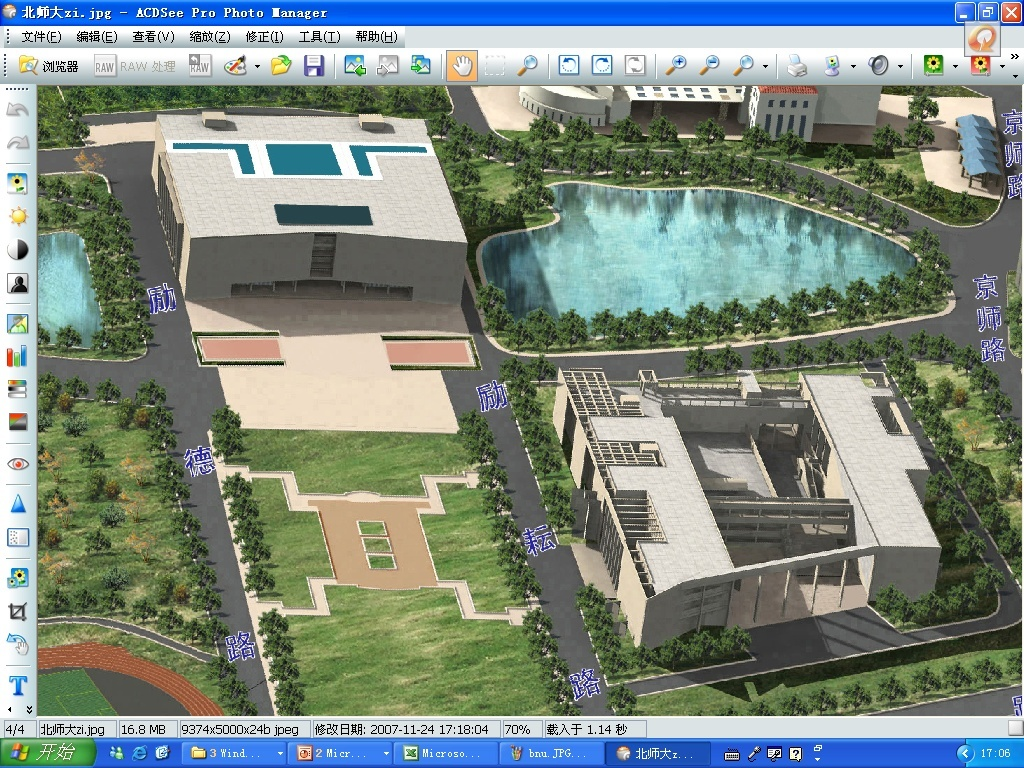 北师大zi.jpg - ACDSee Pro Photo Manager
文件(F) 编辑(E) 查看(V) 缩放(Z) 修正(I) 工具(T) 帮助(H)
浏览器 RAW RAW 处理 RAW
京师路
励
京师路
励
德
耘
路
路
T
4/4 北师大zi.jpg 16.8 MB 9374x5000x24b jpeg 修改日期: 2007-11-24 17:18:04 70% 载入于 1.14 秒
开始 3 Wind... 2 Micr... Microso... bnu.JPG... 北师大z... 17:06